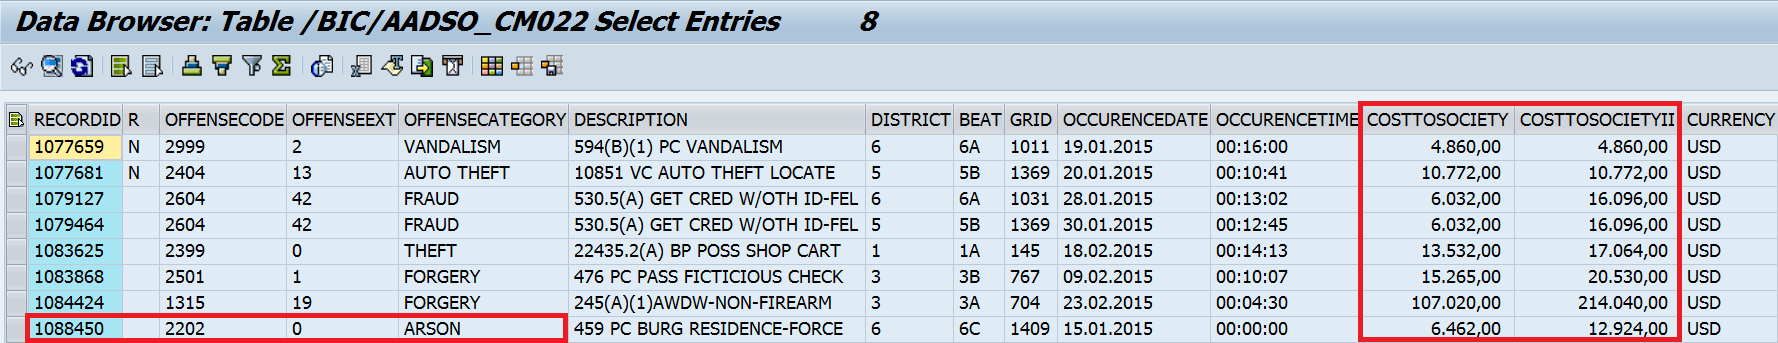 Data Browser: Table /BIC/AADSO_CM022 Select Entries 8
RECORDID R OFFENSECODE OFFENSEEXT OFFENSECATEGORY DESCRIPTION DISTRICT BEAT GRID OCCURENCEDATE OCCURENCETIME COSTTOSOCIETY COSTTOSOCIETYII CURRENCY
1077659 N 2999 2 VANDALISM 594(B)(1) PC VANDALISM 6 6A 1011 19.01.2015 00:16:00 4.860,00 4.860,00 USD
1077681 N 2404 13 AUTO THEFT 10851 VC AUTO THEFT LOCATE 5 5B 1369 20.01.2015 00:10:41 10.772,00 10.772,00 USD
1079127 2604 42 FRAUD 530.5(A) GET CRED W/OTH ID-FEL 6 6A 1031 28.01.2015 00:13:02 6.032,00 16.096,00 USD
1079464 2604 42 FRAUD 530.5(A) GET CRED W/OTH ID-FEL 5 5B 1369 30.01.2015 00:12:45 6.032,00 16.096,00 USD
1083625 2399 0 THEFT 22435.2(A) BP POSS SHOP CART 1 1A 145 18.02.2015 00:14:13 13.532,00 17.064,00 USD
1083868 2501 1 FORGERY 476 PC PASS FICTICIOUS CHECK 3 3B 767 09.02.2015 00:10:07 15.265,00 20.530,00 USD
1084424 1315 19 FORGERY 245(A)(1)AWDW-NON-FIREARM 3 3A 704 23.02.2015 00:04:30 107.020,00 214.040,00 USD
1088450 2202 0 ARSON 459 PC BURG RESIDENCE-FORCE 6 6C 1409 15.01.2015 00:00:00 6.462,00 12.924,00 USD